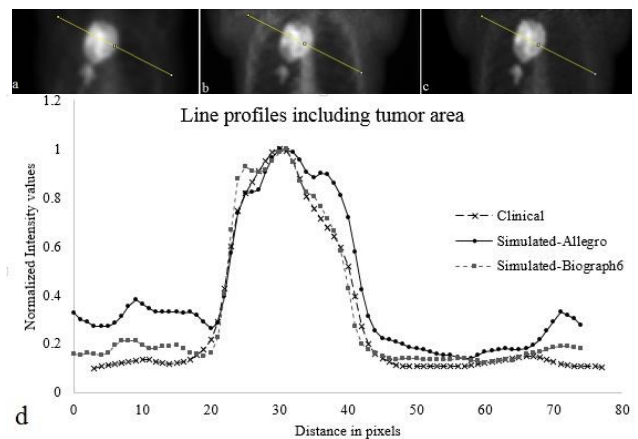 a
b
c
Line profiles including tumor area
Normalized Intensity values
1.2
1
0.8
0.6
0.4
0.2
0
0 10 20 30 40 50 60 70 80
Clinical
Simulated-Allegro
Simulated-Biograph6
Distance in pixels
d